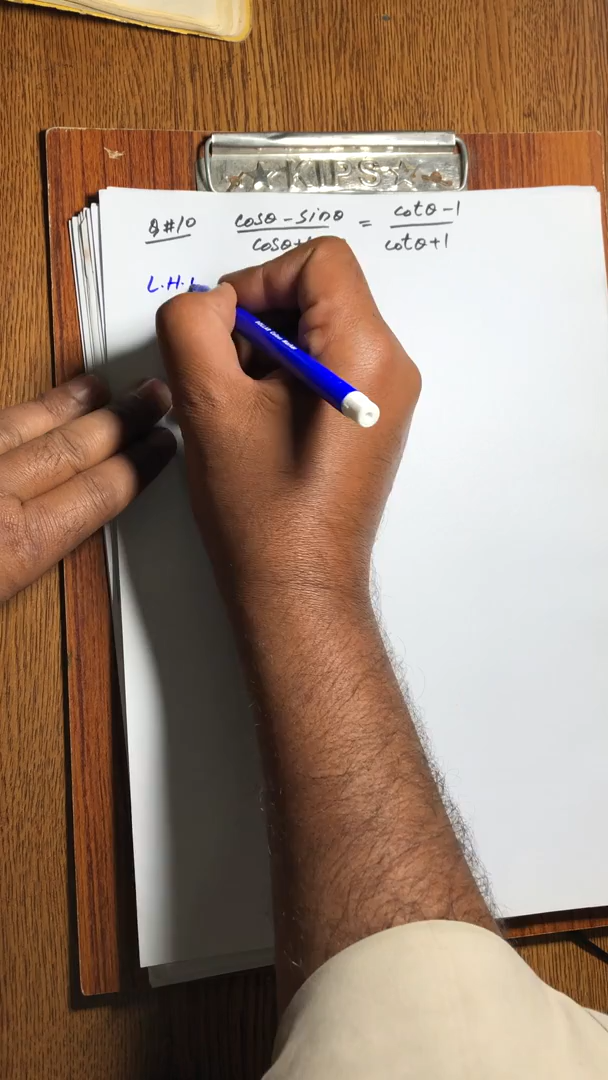 KIPS
Q#10 cosθ - sinθ / cosθ+ = cotθ - 1 / cotθ+1
L.H.